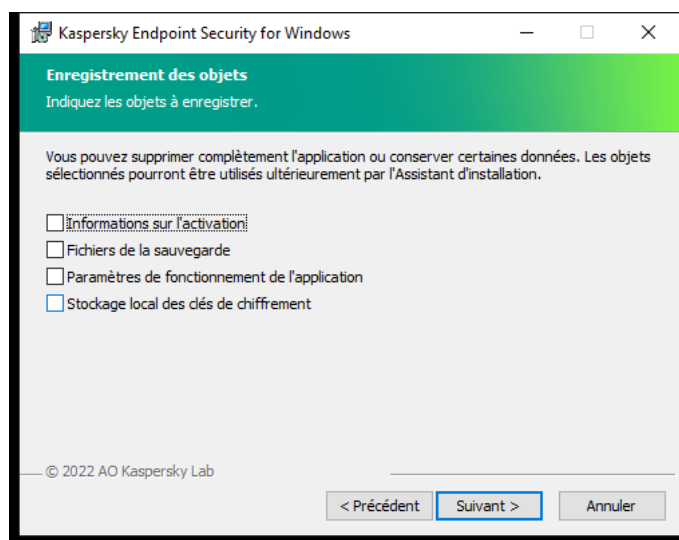 Kaspersky Endpoint Security for Windows
Enregistrement des objets
Indiquez les objets à enregistrer.
Vous pouvez supprimer complètement l'application ou conserver certaines données. Les objets
sélectionnés pourront être utilisés ultérieurement par l'Assistant d'installation.
Informations sur l'activation
Fichiers de la sauvegarde
Paramètres de fonctionnement de l'application
Stockage local des clés de chiffrement
© 2022 AO Kaspersky Lab
< Précédent Suivant > Annuler